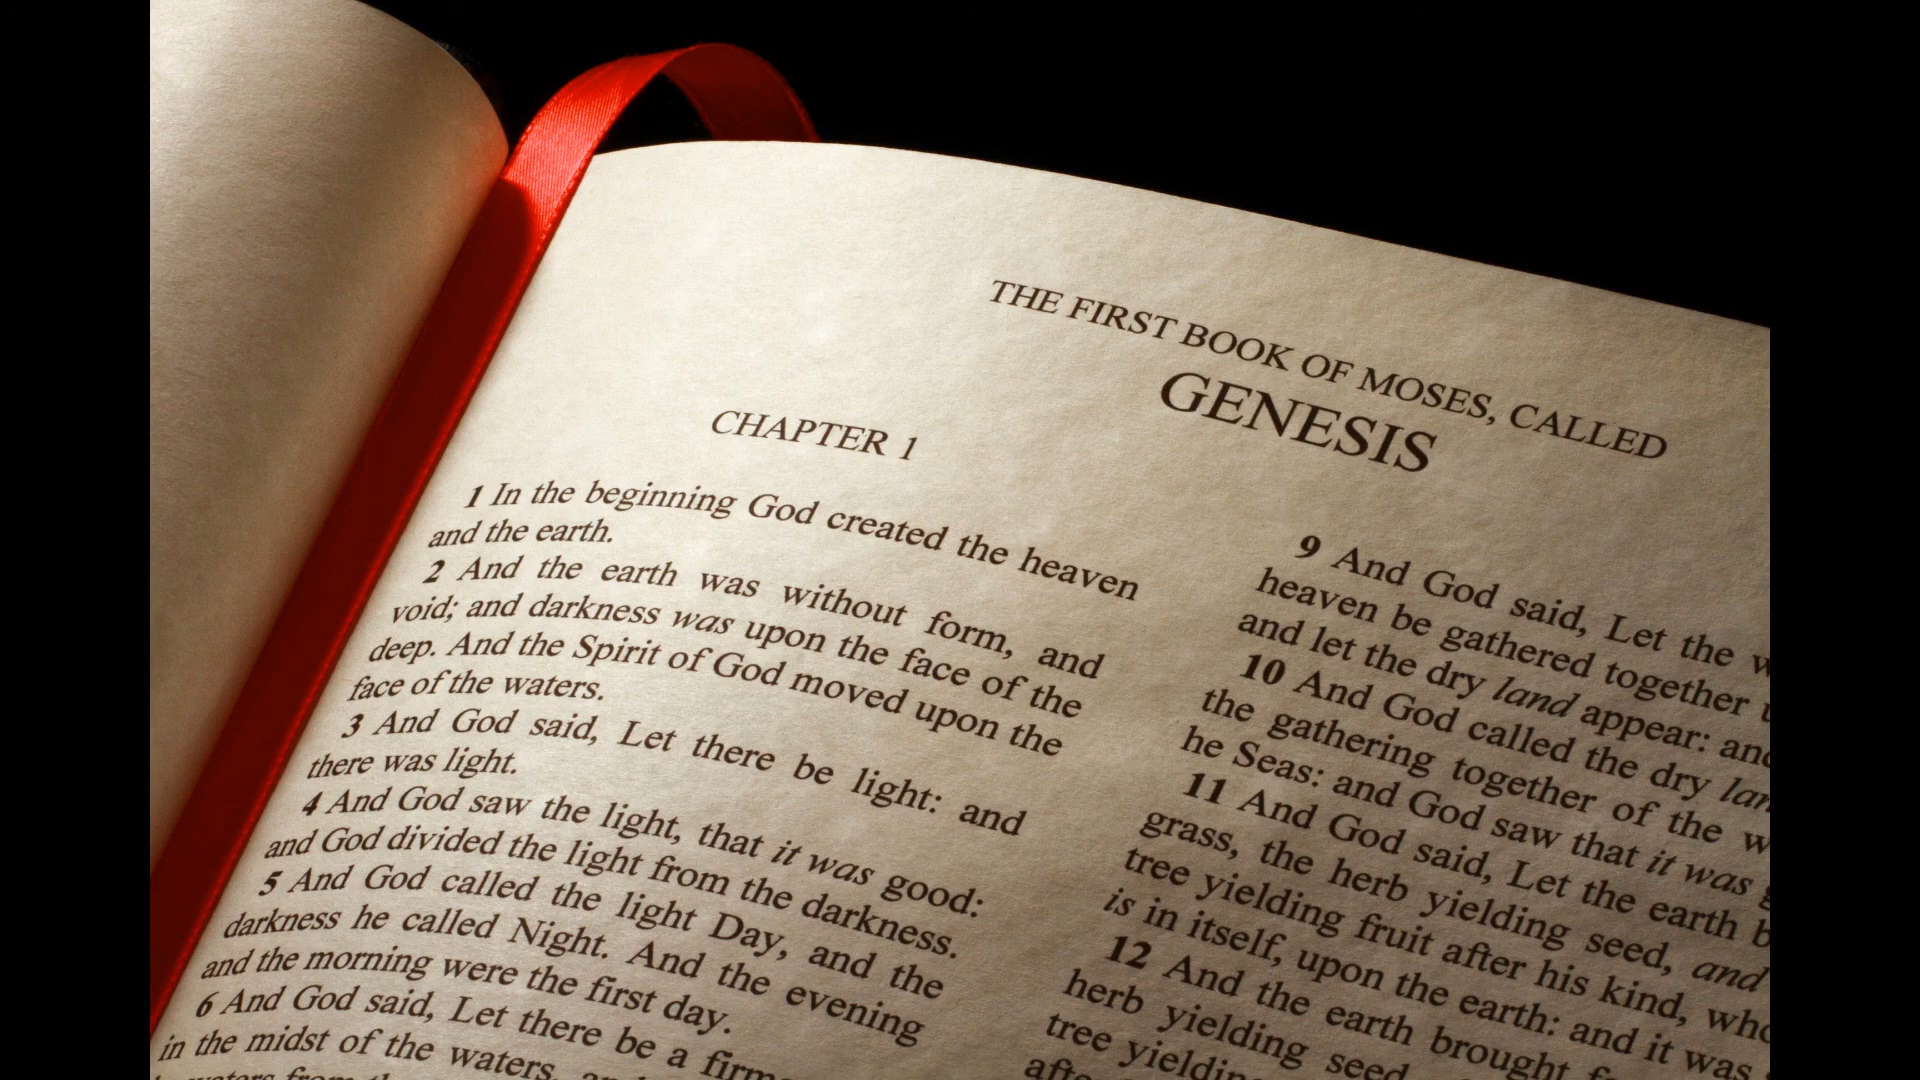 THE FIRST BOOK OF MOSES, CALLED
GENESIS
CHAPTER 1
1 In the beginning God created the heaven
and the earth.
2 And the earth was without form, and
void; and darkness was upon the face of the
deep. And the Spirit of God moved upon the
face of the waters.
3 And God said, Let there be light: and
there was light.
4 And God saw the light, that it was good:
and God divided the light from the darkness.
5 And God called the light Day, and the
darkness he called Night. And the evening
and the morning were the first day.
6 And God said, Let there be a
in the midst of the waters,
9 And God said, Let the
heaven be gathered together
and let the dry land appear: and
10 And God called the dry
the gathering together of the
he Seas: and God saw that it was
11 And God said, Let the earth
grass, the herb yielding seed, and
tree yielding fruit after his kind,
is in itself, upon the earth: and it was
12 And the earth brought
herb yielding seed
tree